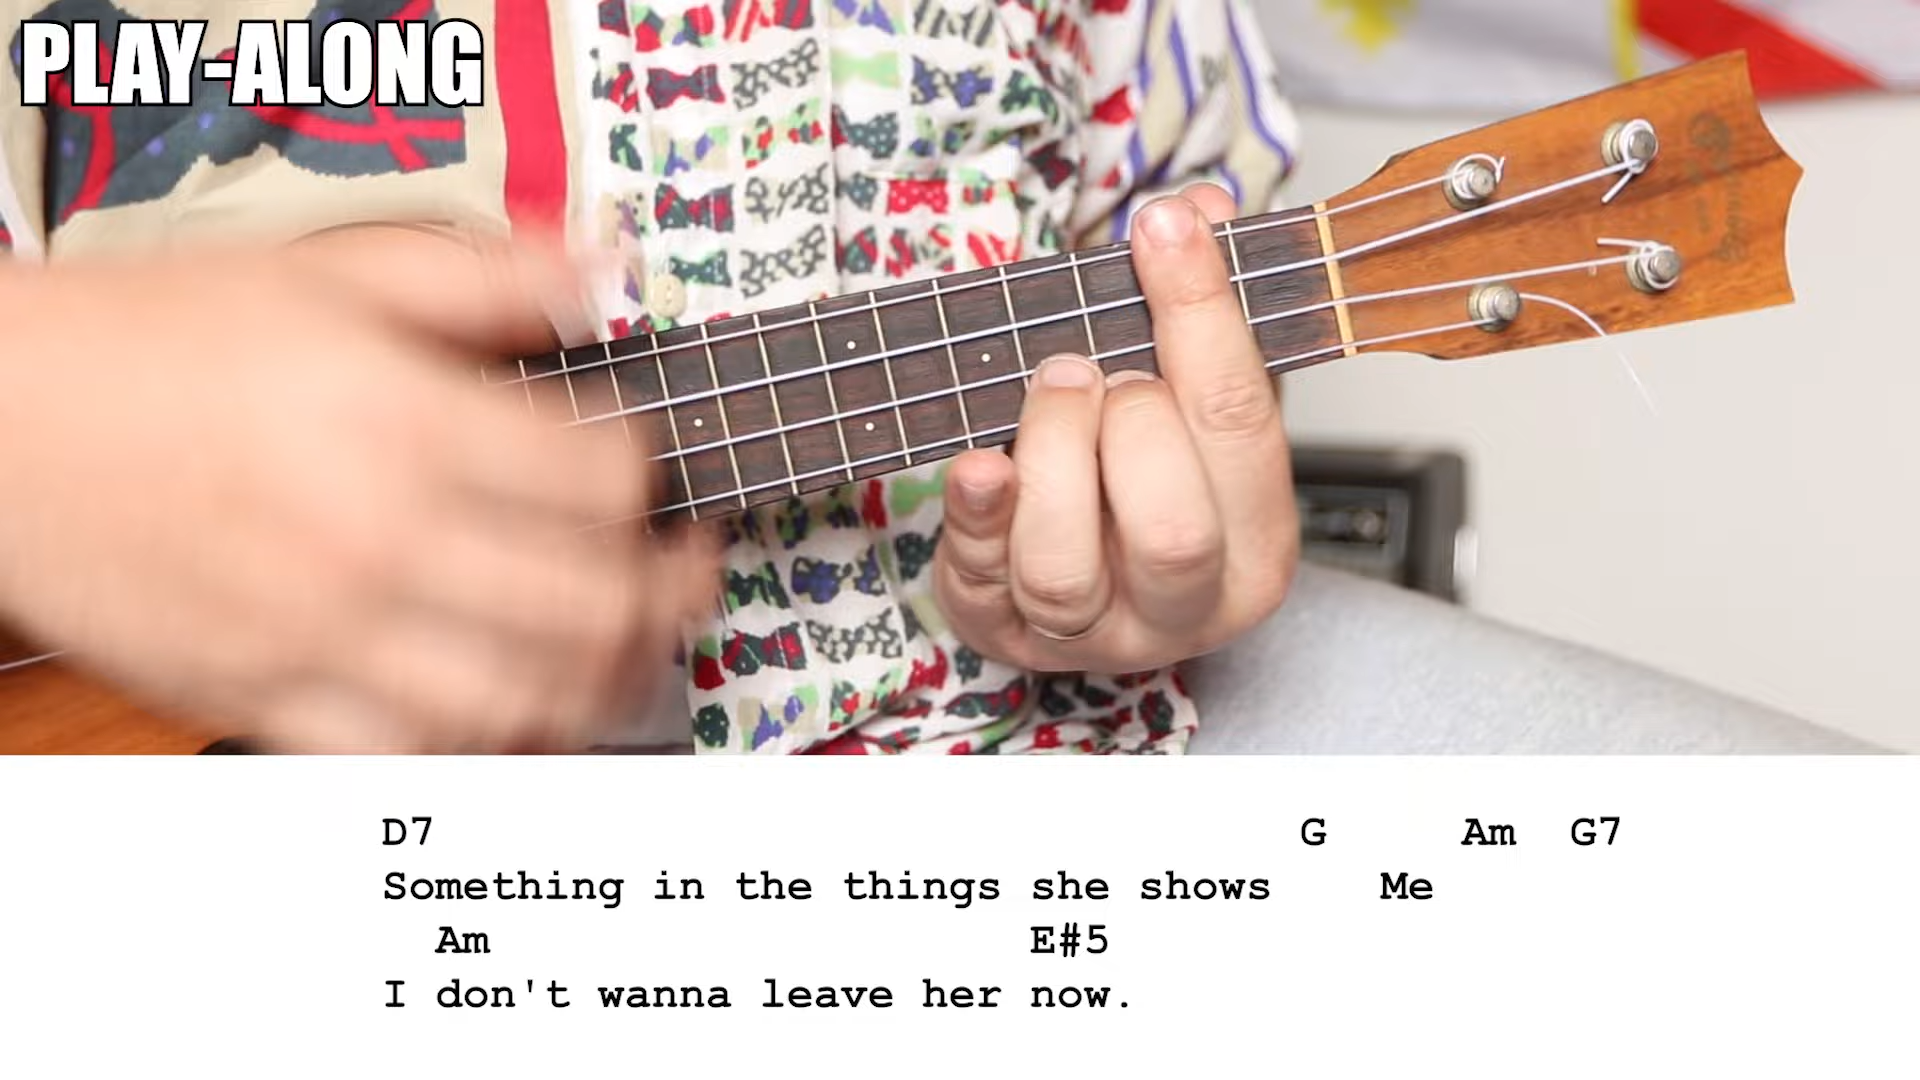 PLAY-ALONG
D7 G Am G7
Something in the things she shows Me
Am E#5
I don't wanna leave her now.